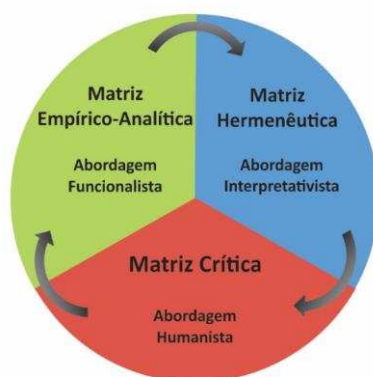 Matriz
Empírico-Analítica
Abordagem
Funcionalista
Matriz
Hermenêutica
Abordagem
Interpretativista
Matriz Crítica
Abordagem
Humanista